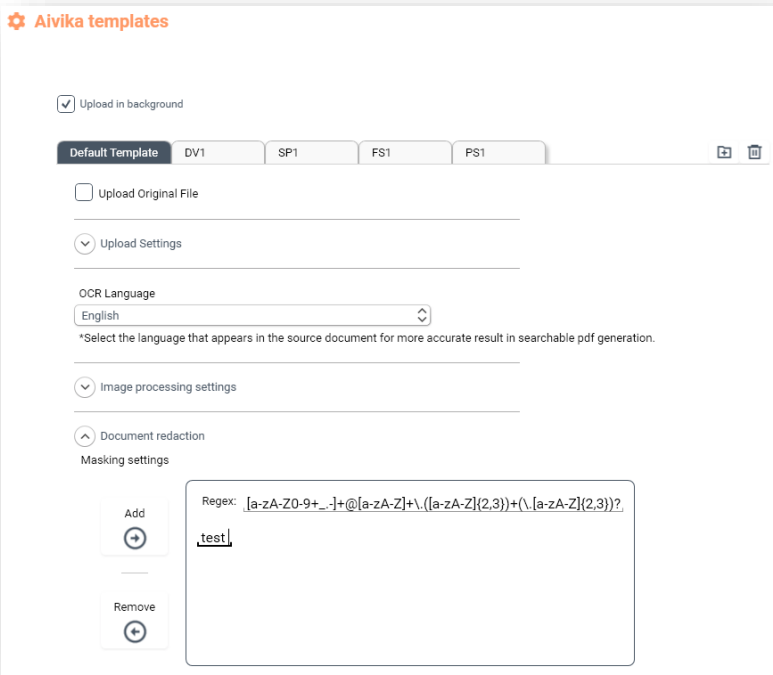 Aivika templates
Upload in background
Default Template DV1 SP1 FS1 PS1
Upload Original File
Upload Settings
OCR Language
English
*Select the language that appears in the source document for more accurate result in searchable pdf generation.
Image processing settings
Document redaction
Masking settings
Add
Regex: [a-zA-Z0-9+_.-]+@[a-zA-Z]+\.([a-zA-Z]{2,3})+(\.[a-zA-Z]{2,3})?
test
Remove